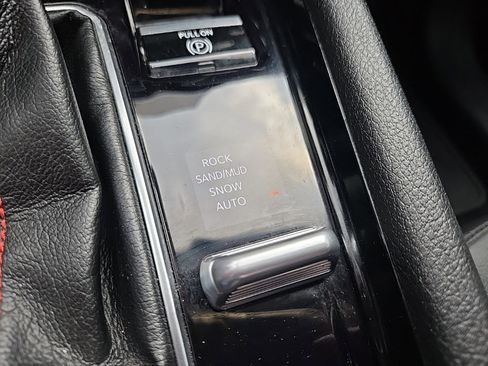 PULL ON
P
ROCK
SAND/MUD
SNOW
AUTO